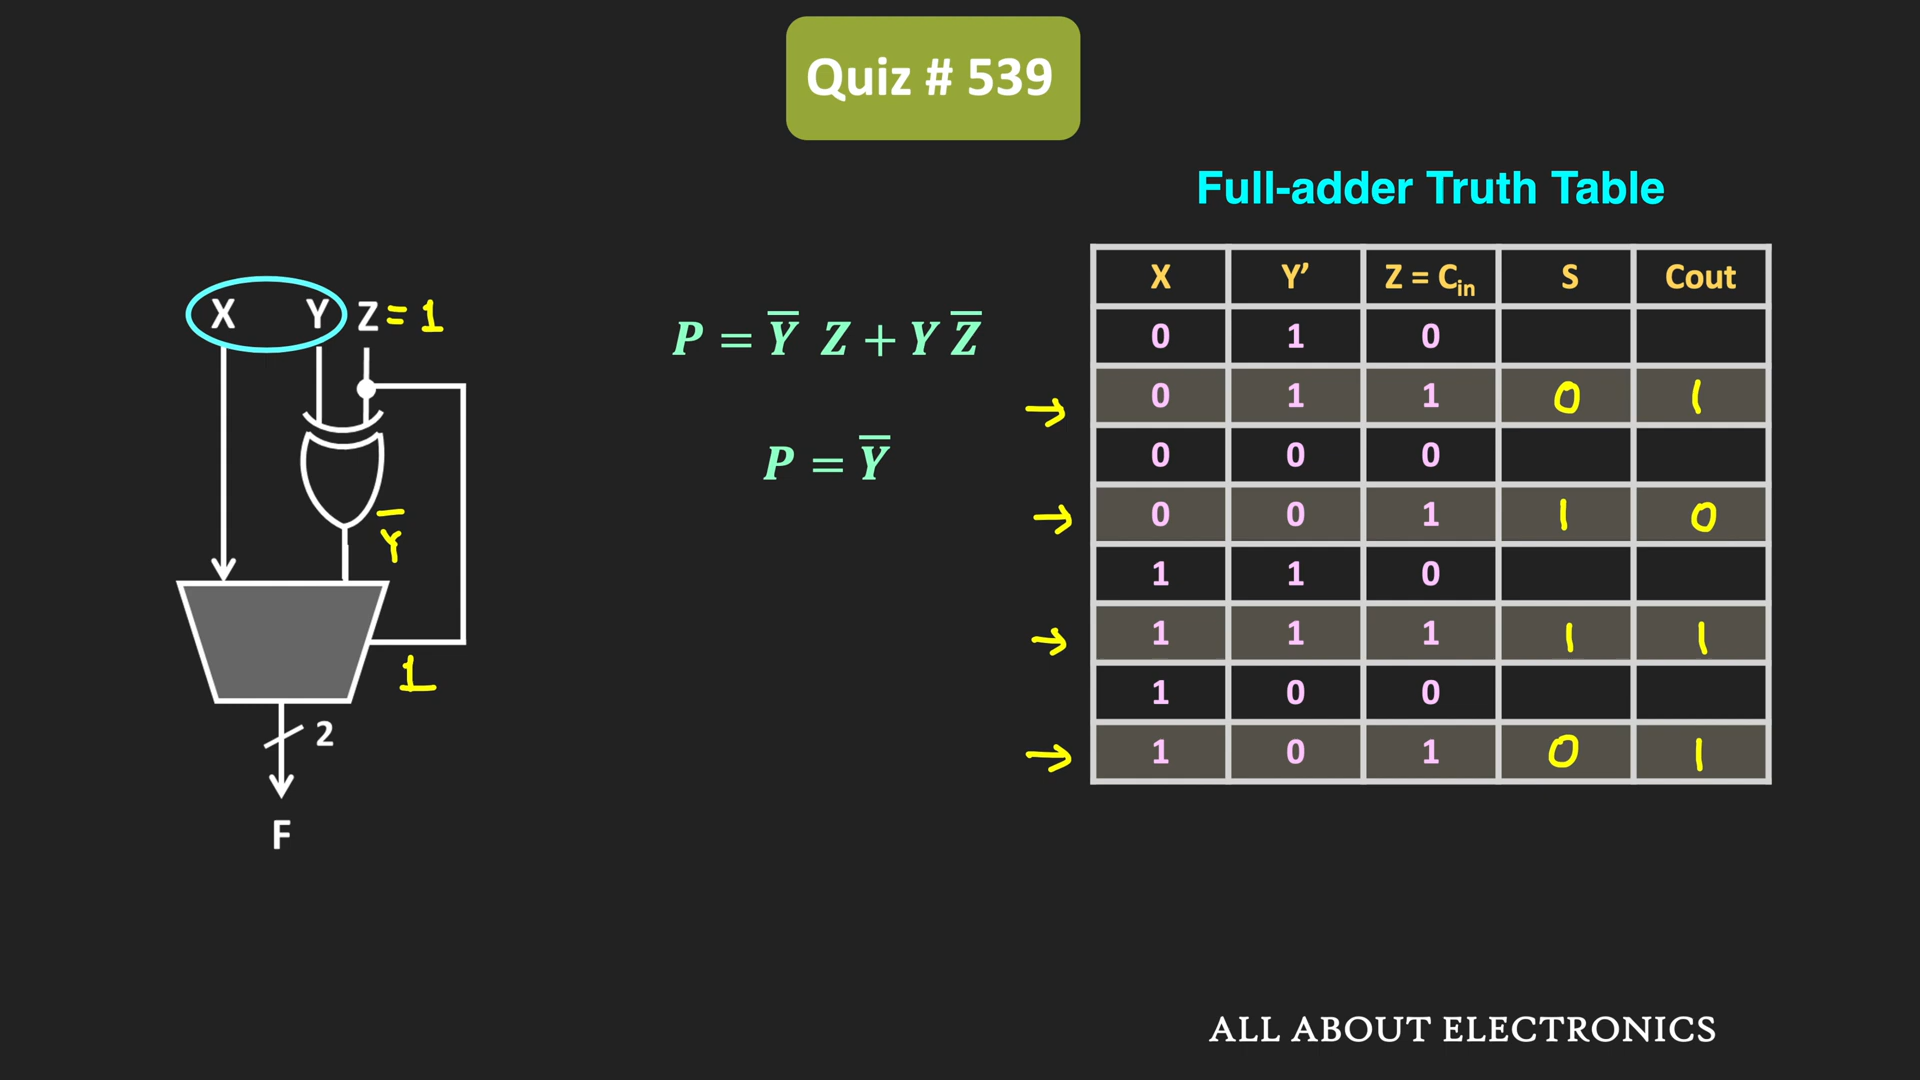 Quiz # 539
Full-adder Truth Table
X Y Z = 1
P = Y̅ Z + Y Z̅
P = Y̅
Y̅
1
2
F
X Y’ Z = Cin S Cout
0 1 0
→ 0 1 1 0 1
0 0 0
→ 0 0 1 1 0
1 1 0
→ 1 1 1 1 1
1 0 0
→ 1 0 1 0 1
ALL ABOUT ELECTRONICS